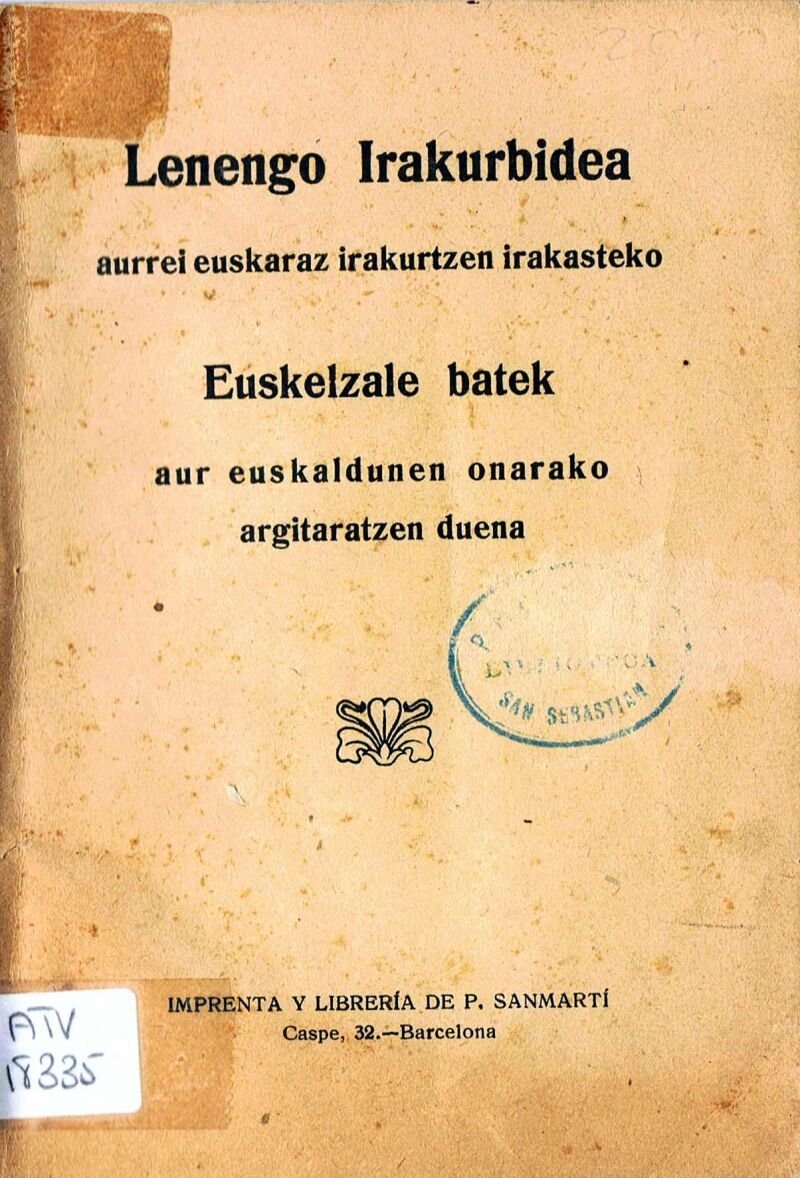 Lenengo Irakurbidea
aurrei euskaraz irakurtzen irakasteko
Euskelzale batek
aur euskaldunen onarako
argitaratzen duena
SAN SEBASTIAN
IMPRENTA Y LIBRERÍA DE P. SANMARTÍ
Caspe, 32.—Barcelona
ATV
18335